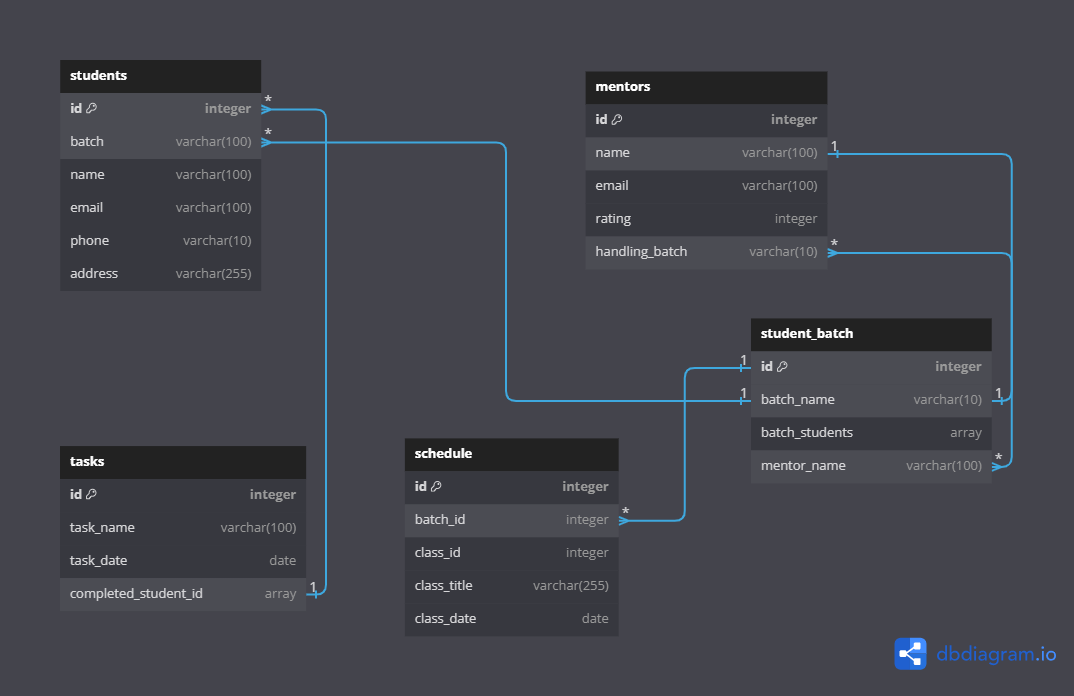 students
id integer
batch varchar(100)
name varchar(100)
email varchar(100)
phone varchar(10)
address varchar(255)
*
*
mentors
id integer
name varchar(100)
email varchar(100)
rating integer
handling_batch varchar(10)
1
*
student_batch
id integer
batch_name varchar(10)
batch_students array
mentor_name varchar(100)
1
1
1
*
tasks
id integer
task_name varchar(100)
task_date date
completed_student_id array
1
schedule
id integer
batch_id integer
class_id integer
class_title varchar(255)
class_date date
*
dbdiagram.io